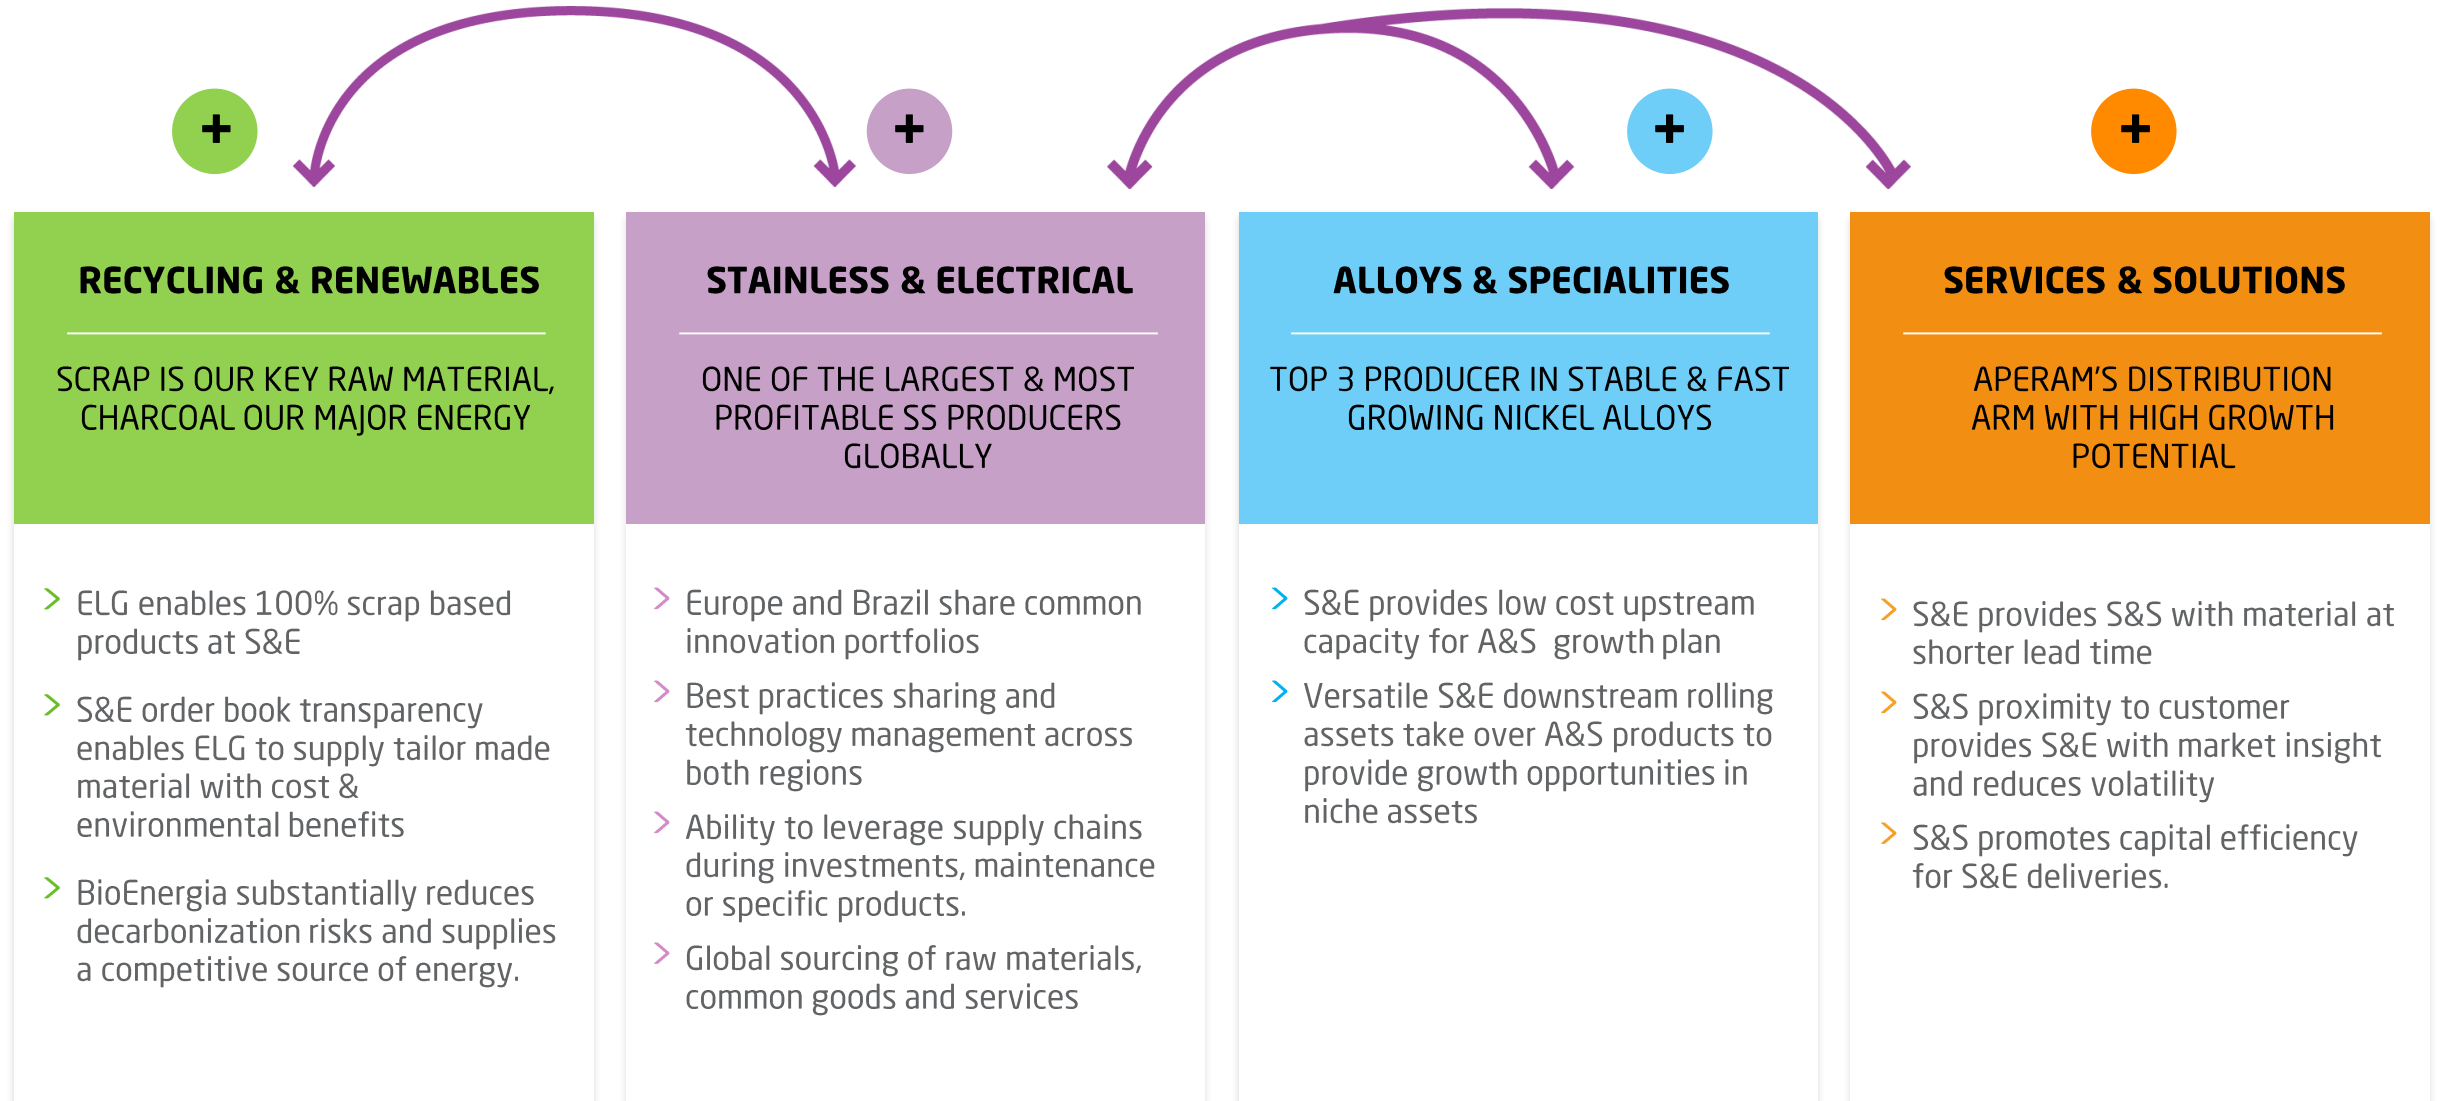 +
+
+
+
RECYCLING & RENEWABLES
SCRAP IS OUR KEY RAW MATERIAL,
CHARCOAL OUR MAJOR ENERGY
> ELG enables 100% scrap based
products at S&E
> S&E order book transparency
enables ELG to supply tailor made
material with cost &
environmental benefits
> BioEnergia substantially reduces
decarbonization risks and supplies
a competitive source of energy.
STAINLESS & ELECTRICAL
ONE OF THE LARGEST & MOST
PROFITABLE SS PRODUCERS
GLOBALLY
> Europe and Brazil share common
innovation portfolios
> Best practices sharing and
technology management across
both regions
> Ability to leverage supply chains
during investments, maintenance
or specific products.
> Global sourcing of raw materials,
common goods and services
ALLOYS & SPECIALITIES
TOP 3 PRODUCER IN STABLE & FAST
GROWING NICKEL ALLOYS
> S&E provides low cost upstream
capacity for A&S  growth plan
> Versatile S&E downstream rolling
assets take over A&S products to
provide growth opportunities in
niche assets
SERVICES & SOLUTIONS
APERAM’S DISTRIBUTION
ARM WITH HIGH GROWTH
POTENTIAL
> S&E provides S&S with material at
shorter lead time
> S&S proximity to customer
provides S&E with market insight
and reduces volatility
> S&S promotes capital efficiency
for S&E deliveries.